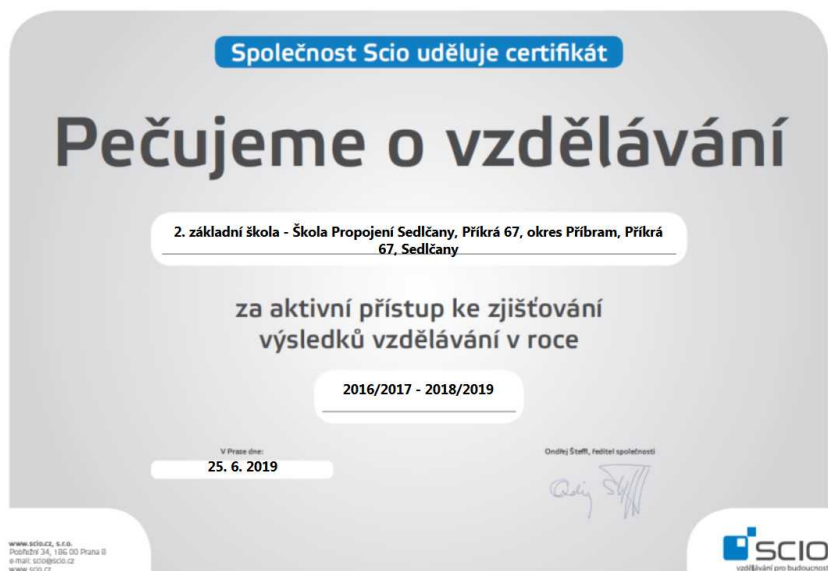 Společnost Scio uděluje certifikát
Pečujeme o vzdělávání
2. základní škola - Škola Propojení Sedlčany, Příkrá 67, okres Příbram, Příkrá
67, Sedlčany
za aktivní přístup ke zjišťování
výsledků vzdělávání v roce
2016/2017 - 2018/2019
V Praze dne:
25. 6. 2019
Ondřej Šteffl, ředitel společnosti
www.scio.cz, s.r.o.
Pobřežní 34, 186 00 Praha 8
e-mail: scio@scio.cz
www.scio.cz
SCIO
vzdělávání pro budoucnost